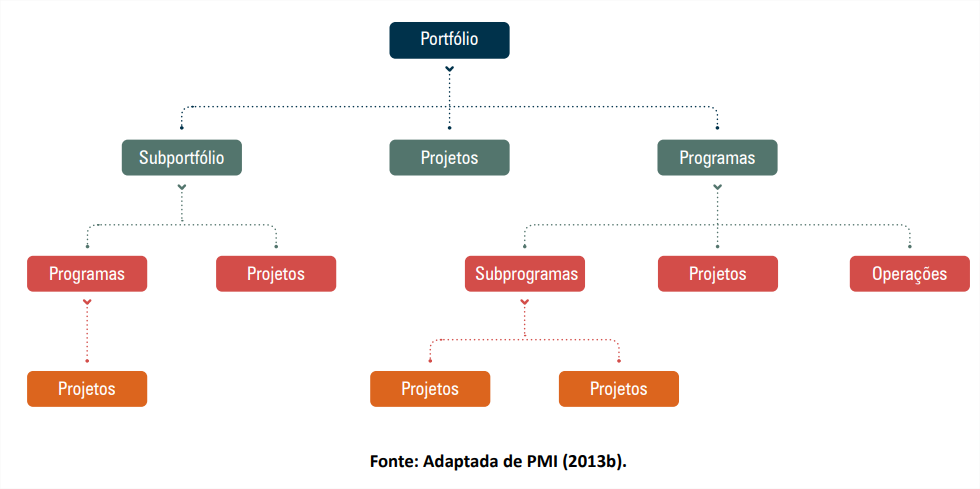 Portfólio
Subportfólio
Projetos
Programas
Programas
Projetos
Subprogramas
Projetos
Operações
Projetos
Projetos
Projetos
Fonte: Adaptada de PMI (2013b).